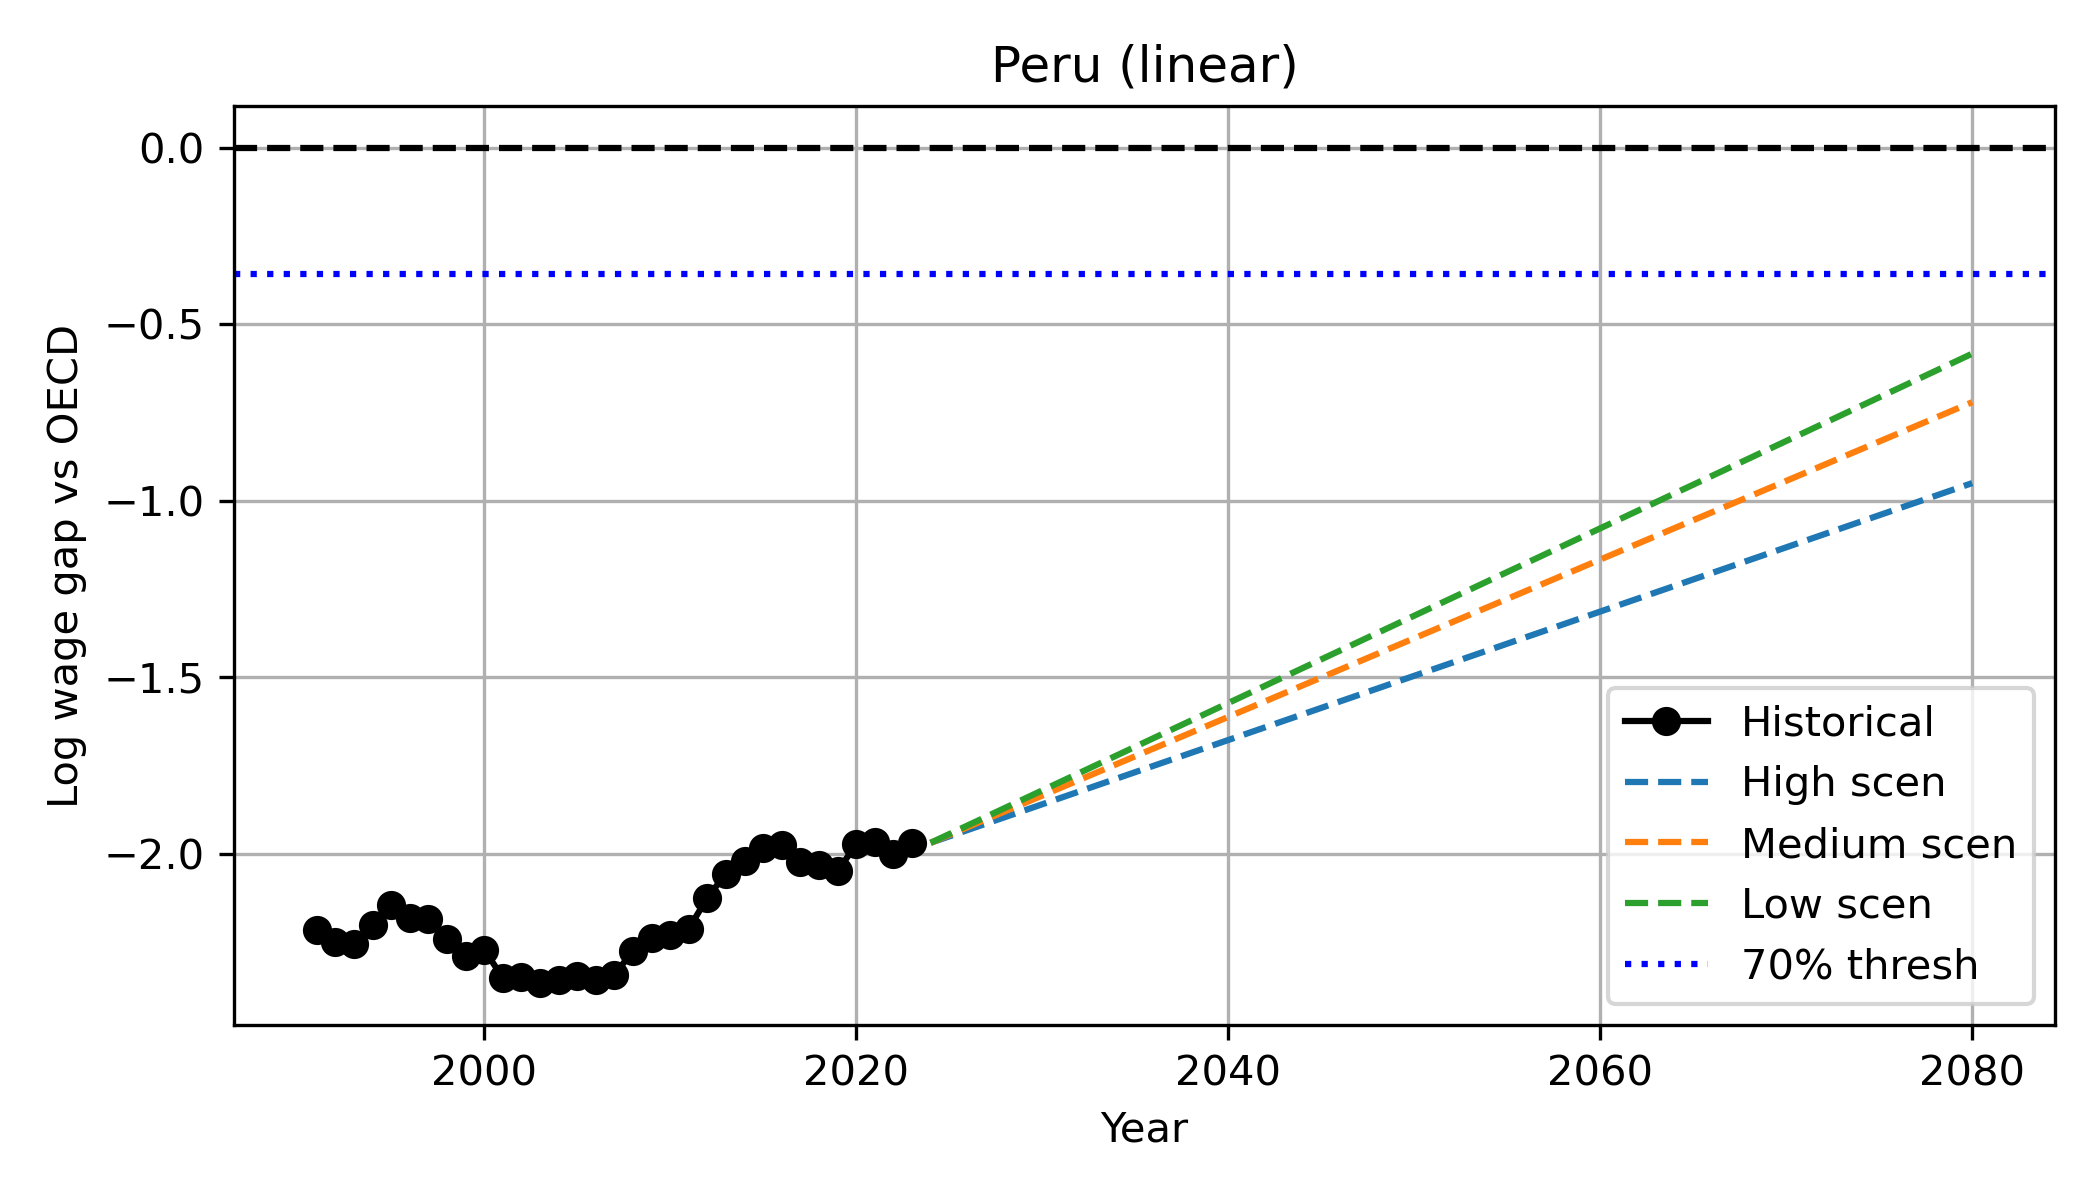 Peru (linear)
0.0
−0.5
−1.0
−1.5
−2.0
Log wage gap vs OECD
2000
2020
2040
2060
2080
Year
Historical
High scen
Medium scen
Low scen
70% thresh